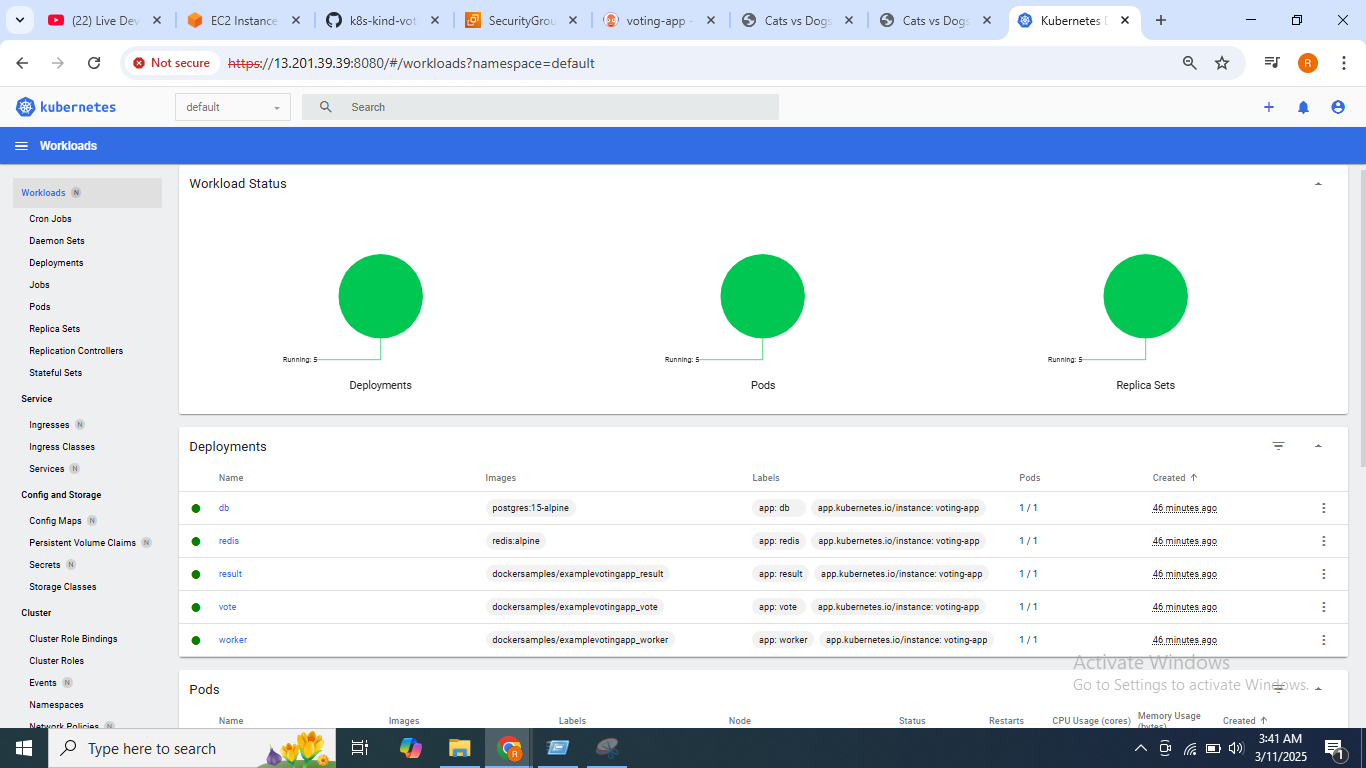 (22) Live Dev
EC2 Instance
k8s-kind-vot
SecurityGrou
voting-app -
Cats vs Dogs
Cats vs Dogs
Kubernetes D
Not secure
https://13.201.39.39:8080/#/workloads?namespace=default
R
kubernetes
default
Search
Workloads
Workloads N
Cron Jobs
Daemon Sets
Deployments
Jobs
Pods
Replica Sets
Replication Controllers
Stateful Sets
Service
Ingresses N
Ingress Classes
Services N
Config and Storage
Config Maps N
Persistent Volume Claims N
Secrets N
Storage Classes
Cluster
Cluster Role Bindings
Cluster Roles
Events N
Namespaces
Network Policies N
Workload Status
Running: 5
Deployments
Running: 5
Pods
Running: 5
Replica Sets
Deployments
Name Images Labels Pods Created
db postgres:15-alpine app: db app.kubernetes.io/instance: voting-app 1 / 1 46 minutes ago
redis redis:alpine app: redis app.kubernetes.io/instance: voting-app 1 / 1 46 minutes ago
result dockersamples/examplevotingapp_result app: result app.kubernetes.io/instance: voting-app 1 / 1 46 minutes ago
vote dockersamples/examplevotingapp_vote app: vote app.kubernetes.io/instance: voting-app 1 / 1 46 minutes ago
worker dockersamples/examplevotingapp_worker app: worker app.kubernetes.io/instance: voting-app 1 / 1 46 minutes ago
Activate Windows
Go to Settings to activate Windows.
Pods
Name Images Labels Node Status Restarts CPU Usage (cores) Memory Usage (bytes) Created
Type here to search
R
3:41 AM
3/11/2025
1